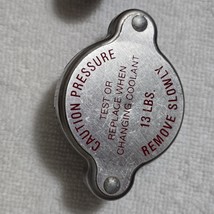 CAUTION PRESSURE
TEST OR
REPLACE WHEN
CHANGING COOLANT
13 LBS.
REMOVE SLOWLY